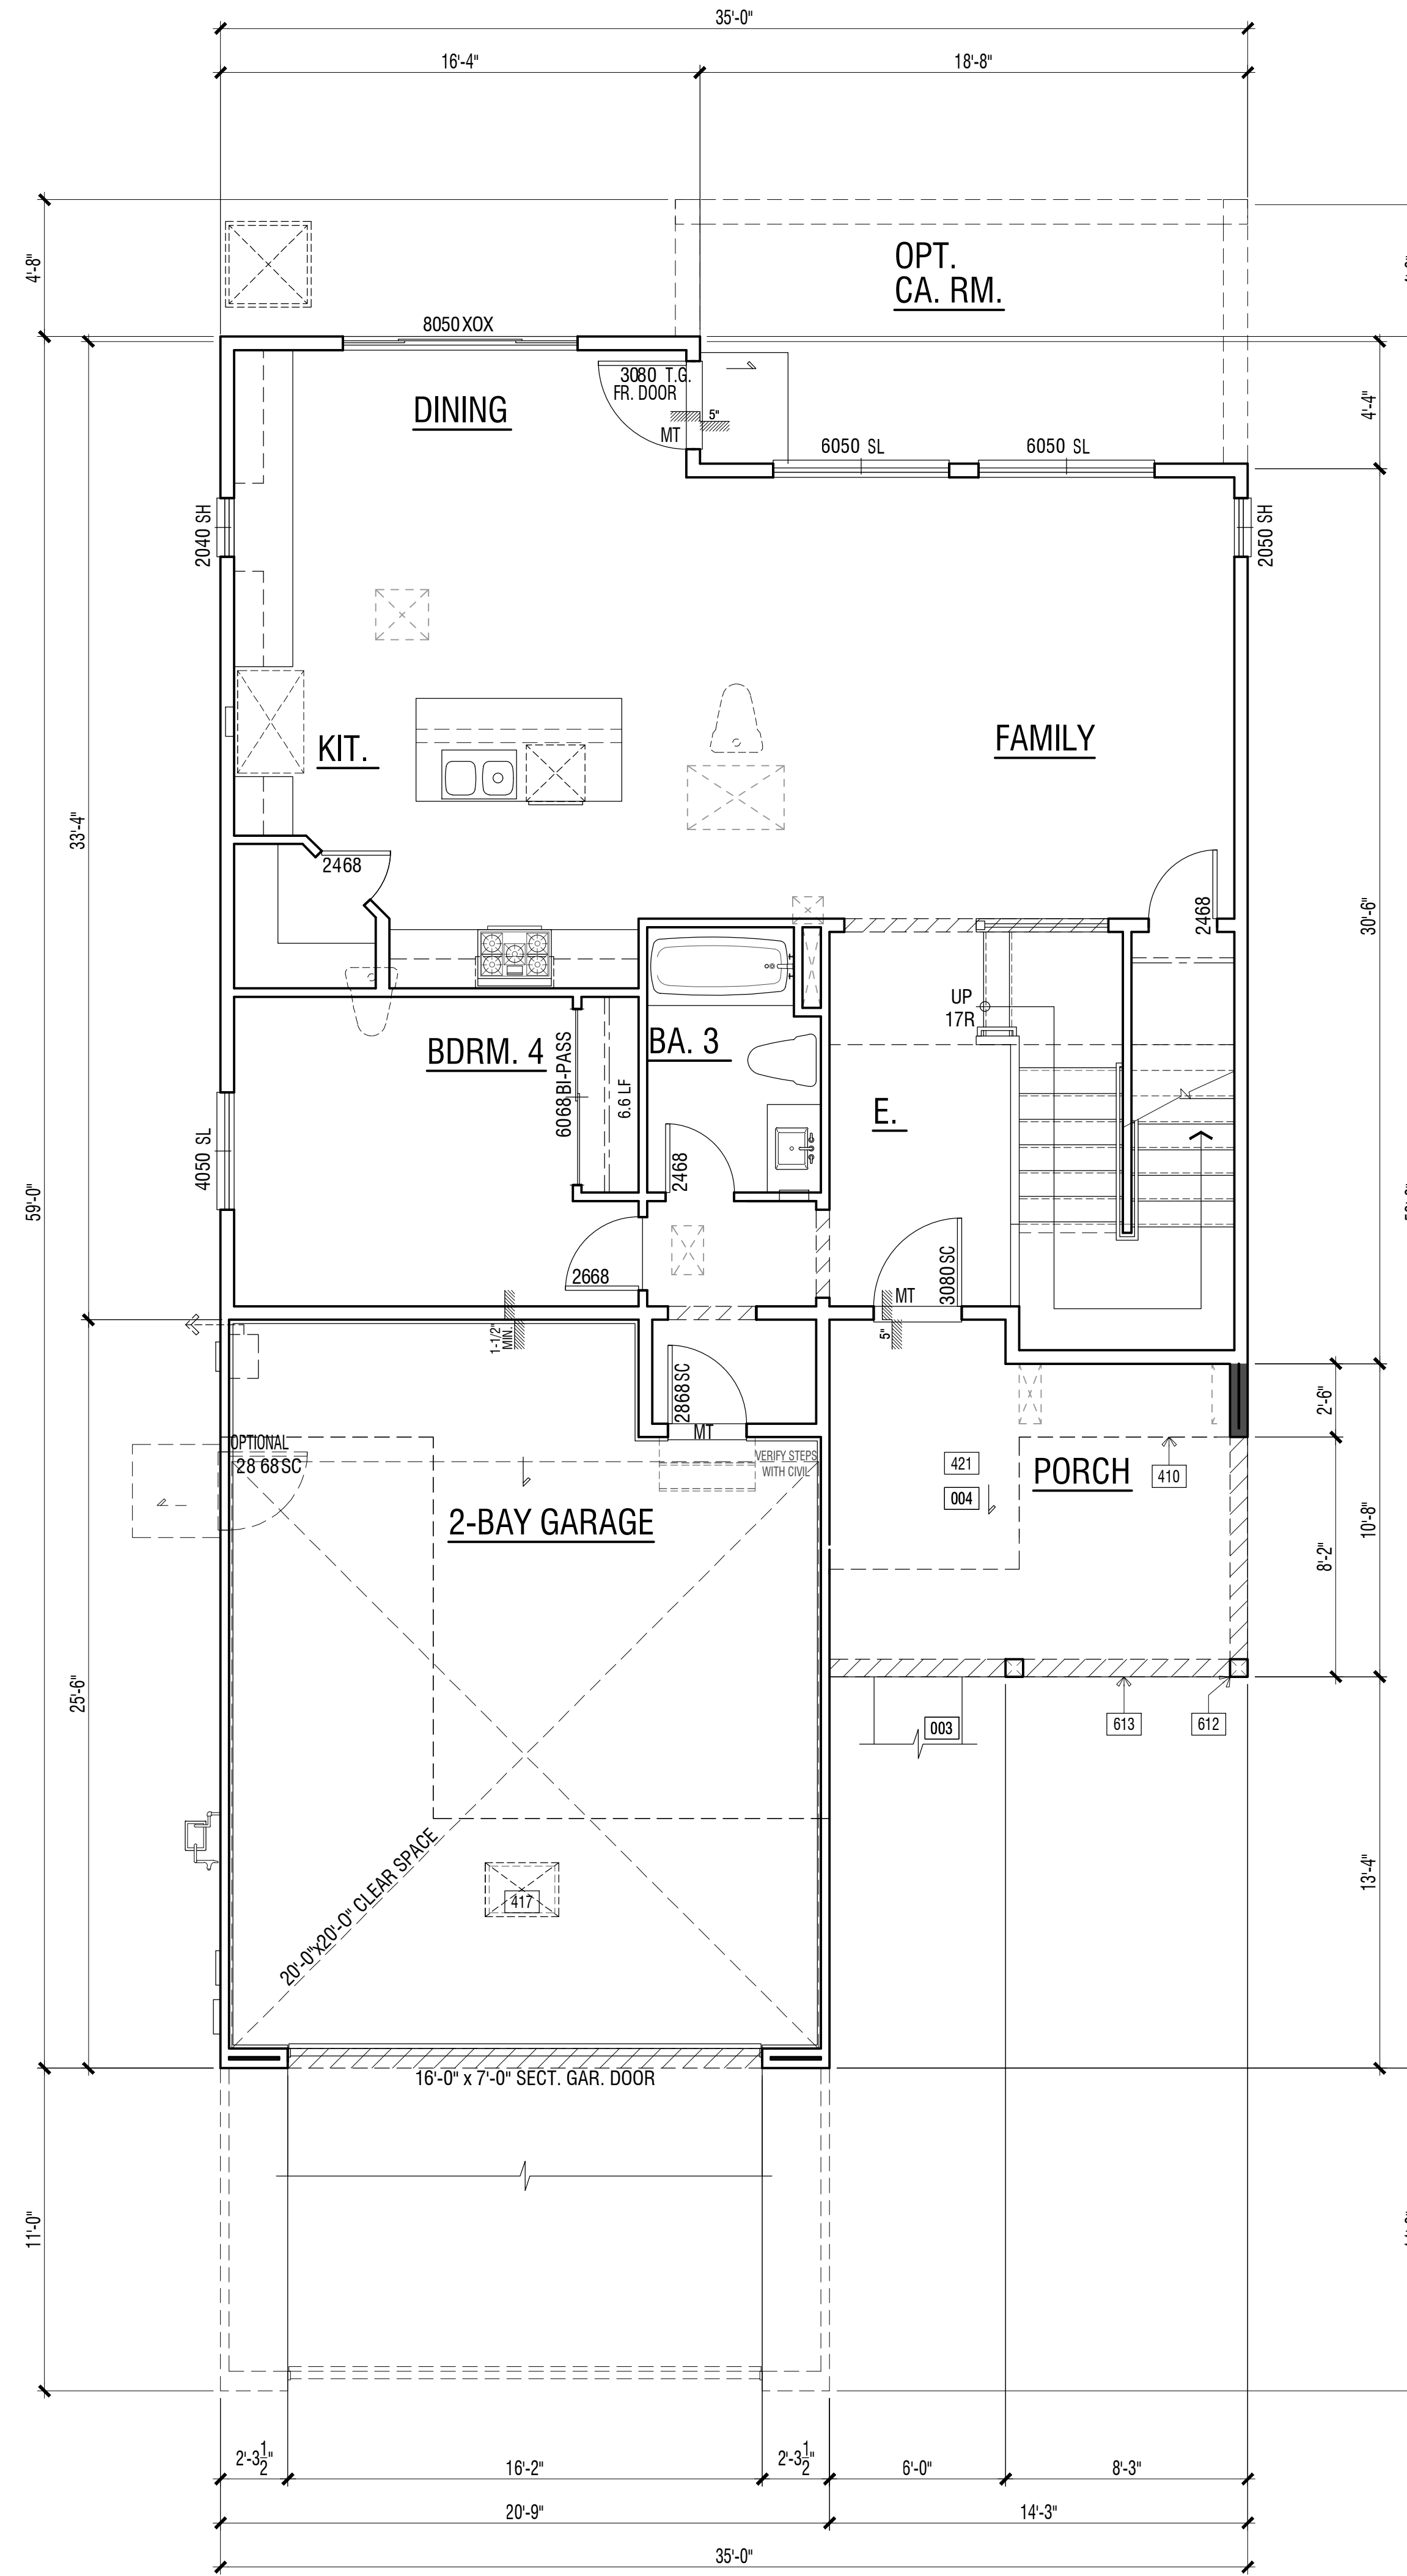 35'-0"
16'-4"
18'-8"
4'-8"
OPT.
CA. RM.
8050 XOX
3080 T.G.
FR. DOOR
DINING
5"
MT
6050 SL
6050 SL
4'-4"
2040 SH
2050 SH
KIT.
FAMILY
33'-4"
2468
2468
30'-6"
UP
17R
BDRM. 4
6068 BI-PASS
6.6 LF
BA. 3
E.
4050 SL
2468
59'-0"
2668
3080 SC
MT
5"
1-1/2"
MIN.
2868 SC
MT
2'-6"
OPTIONAL
28 68 SC
VERIFY STEPS
WITH CIVIL
421
004
PORCH
410
2-BAY GARAGE
8'-2"
10'-8"
25'-6"
003
613
612
20'-0"x20'-0" CLEAR SPACE
417
13'-4"
16'-0" x 7'-0" SECT. GAR. DOOR
11'-0"
2'-3 1/2"
16'-2"
2'-3 1/2"
6'-0"
8'-3"
20'-9"
14'-3"
35'-0"